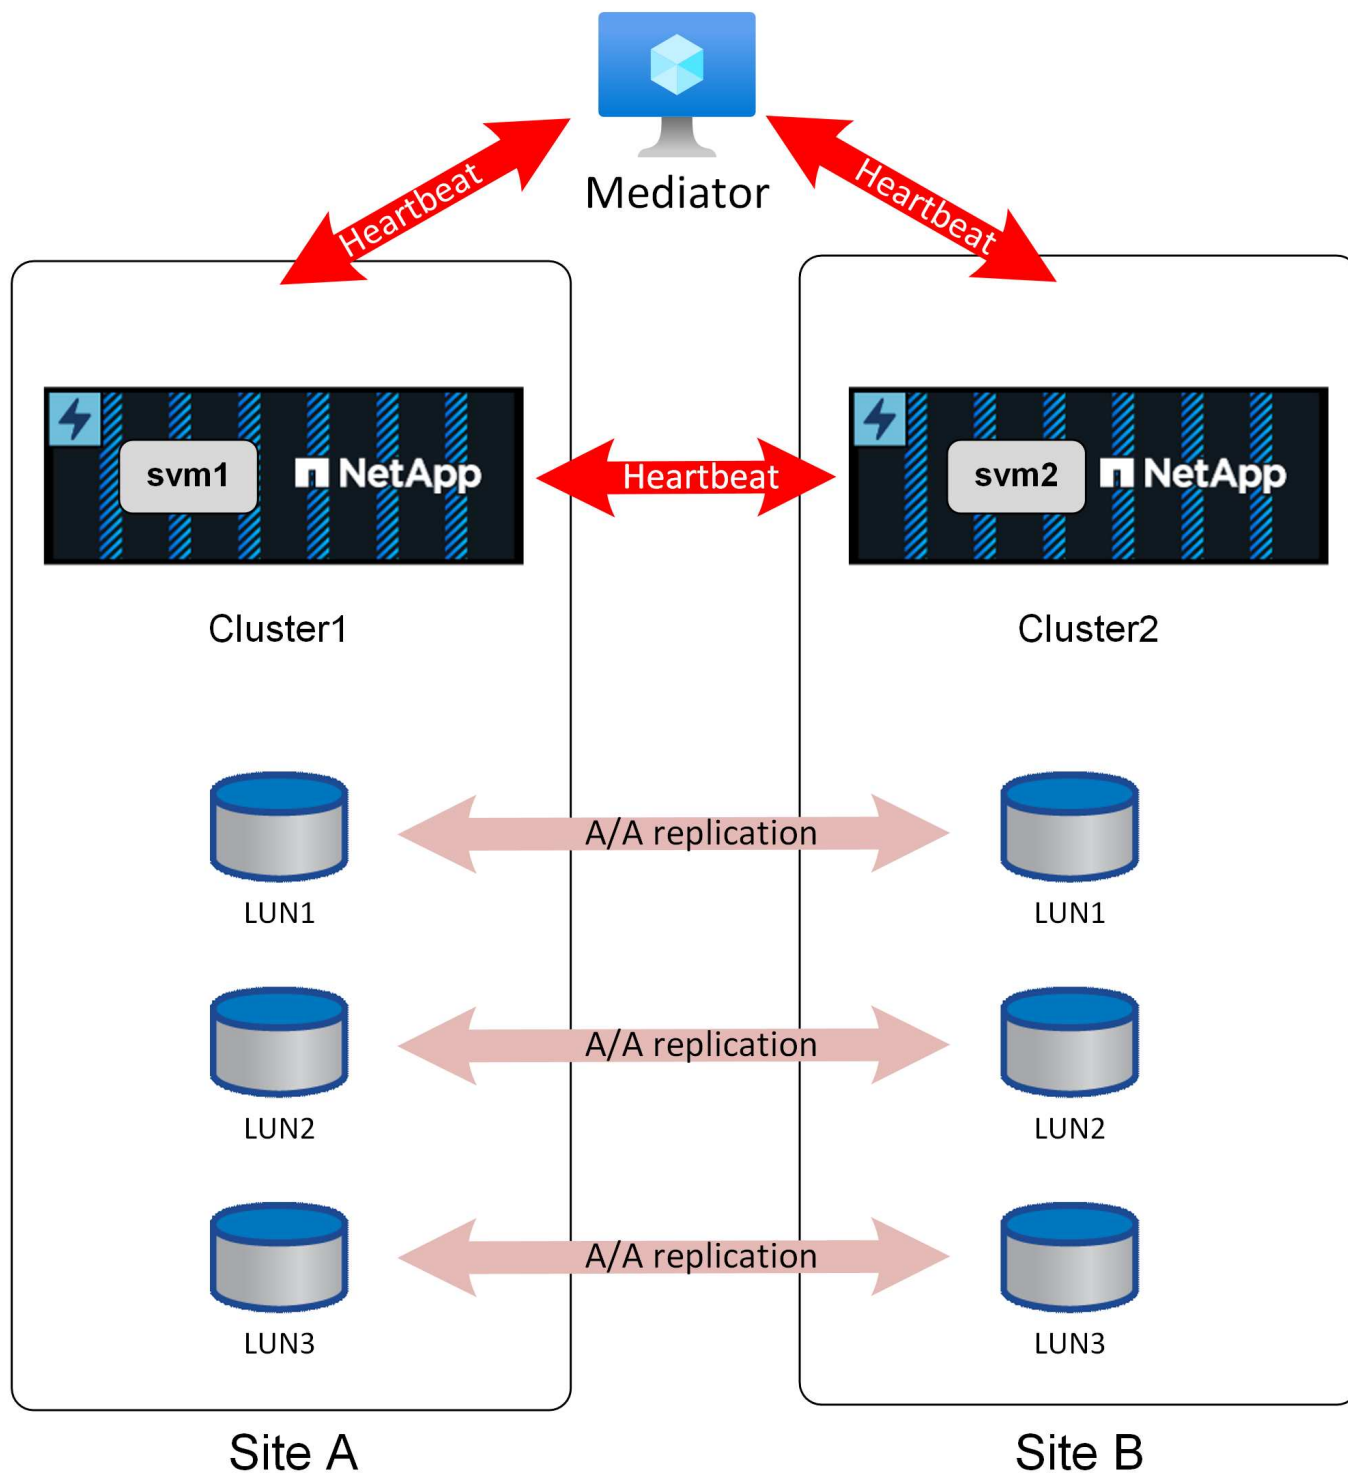 Mediator
Heartbeat
Heartbeat
svm1
NetApp
Heartbeat
svm2
NetApp
Cluster1
Cluster2
A/A replication
LUN1
LUN1
A/A replication
LUN2
LUN2
A/A replication
LUN3
LUN3
Site A
Site B